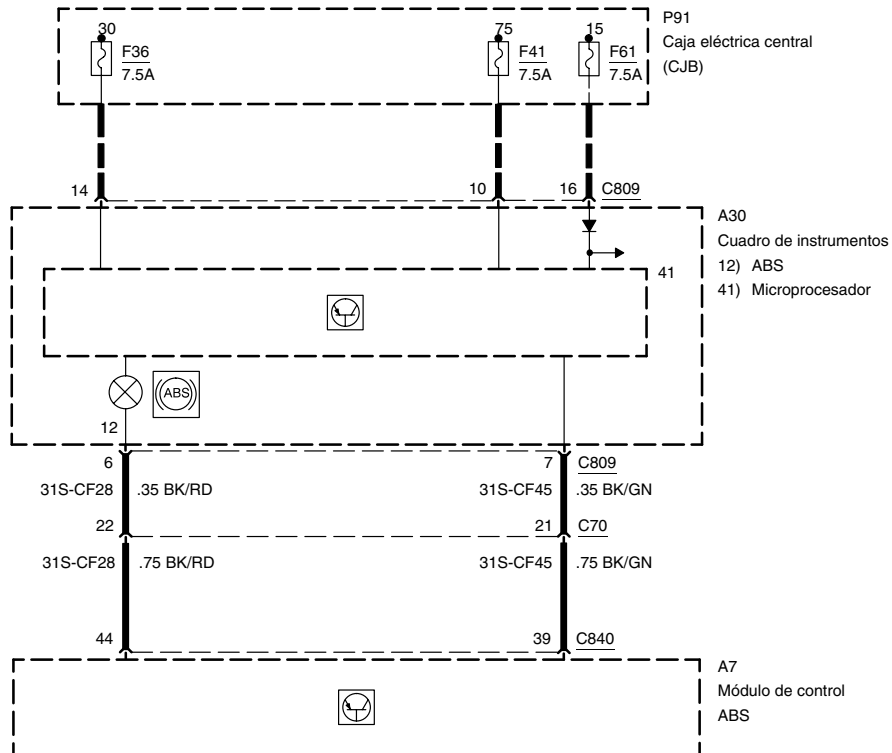 P91
Caja eléctrica central
(CJB)
30
F36
7.5A
75
F41
7.5A
15
F61
7.5A
14
10
16
C809
A30
Cuadro de instrumentos
12) ABS
41) Microprocesador
41
ABS
12
6
7
C809
31S-CF28
.35 BK/RD
31S-CF45
.35 BK/GN
22
21
C70
31S-CF28
.75 BK/RD
31S-CF45
.75 BK/GN
44
39
C840
A7
Módulo de control
ABS